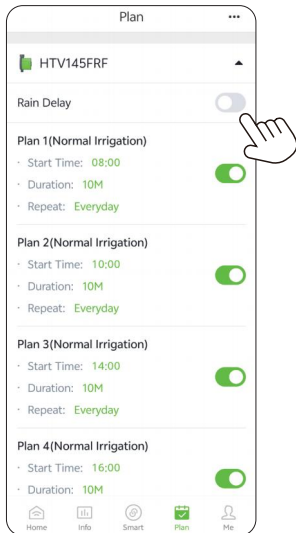 Plan
HTV145FRF
Rain Delay
Plan 1(Normal Irrigation)
· Start Time: 08:00
· Duration: 10M
· Repeat: Everyday
Plan 2(Normal Irrigation)
· Start Time: 10:00
· Duration: 10M
· Repeat: Everyday
Plan 3(Normal Irrigation)
· Start Time: 14:00
· Duration: 10M
· Repeat: Everyday
Plan 4(Normal Irrigation)
· Start Time: 16:00
· Duration: 10M
Home Info Smart Plan Me